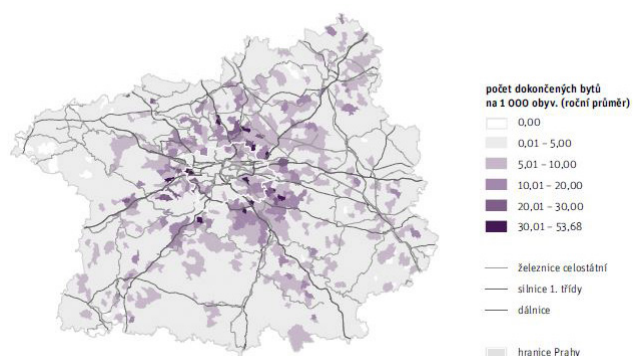 počet dokončených bytů
na 1 000 obyv. (roční průměr)
0,00
0,01 – 5,00
5,01 – 10,00
10,01 – 20,00
20,01 – 30,00
30,01 – 53,68
železnice celostátní
silnice 1. třídy
dálnice
hranice Prahy